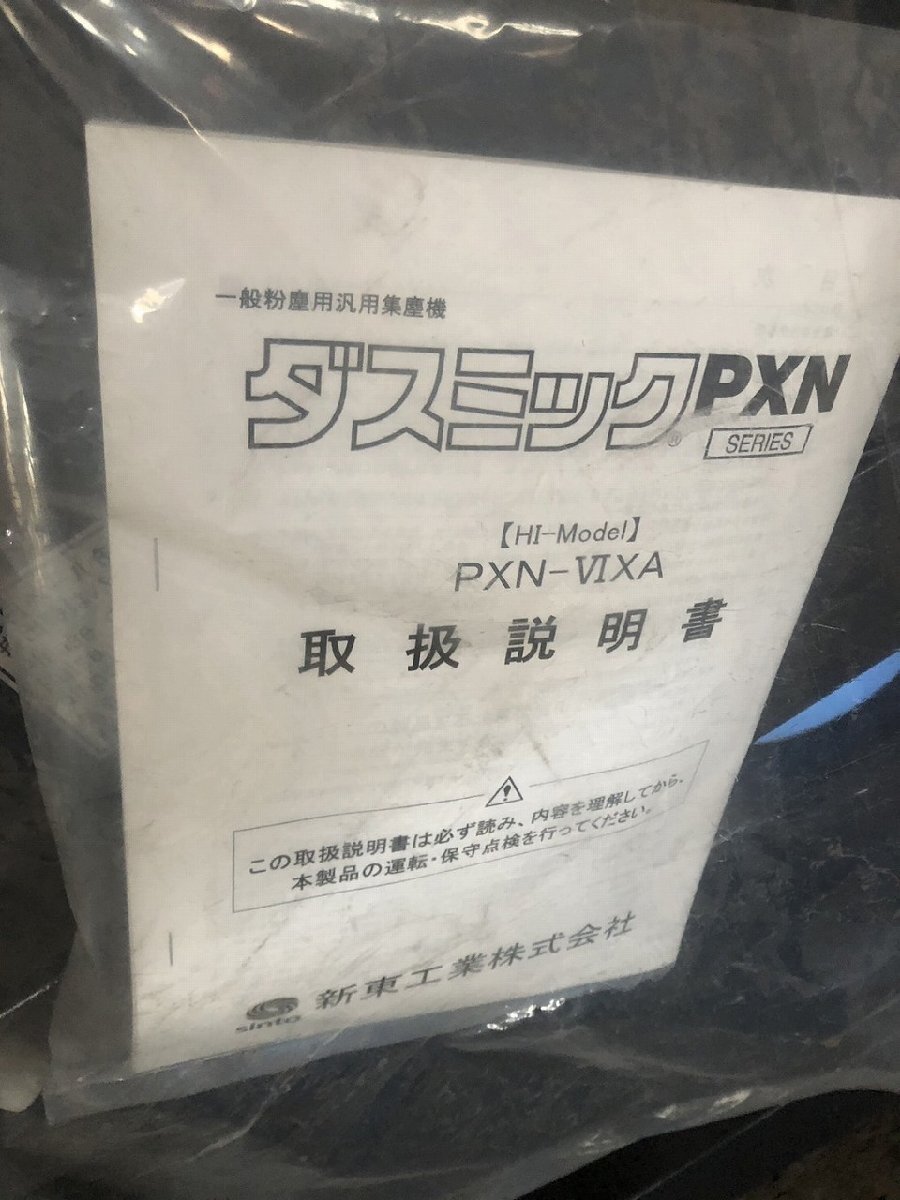 一般粉塵用汎用集塵機
ダスミック® PXN
SERIES
【HI-Model】
PXN-ⅥXA
取扱説明書
この取扱説明書は必ず読み、内容を理解してから、
本製品の運転・保守点検を行ってください。
sinto 新東工業株式会社